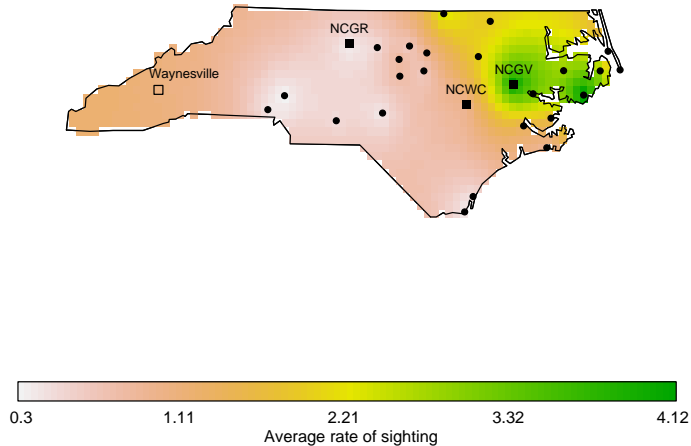 NCGR
Waynesville
NCGV
NCWC
0.3 1.11 2.21 3.32 4.12
Average rate of sighting